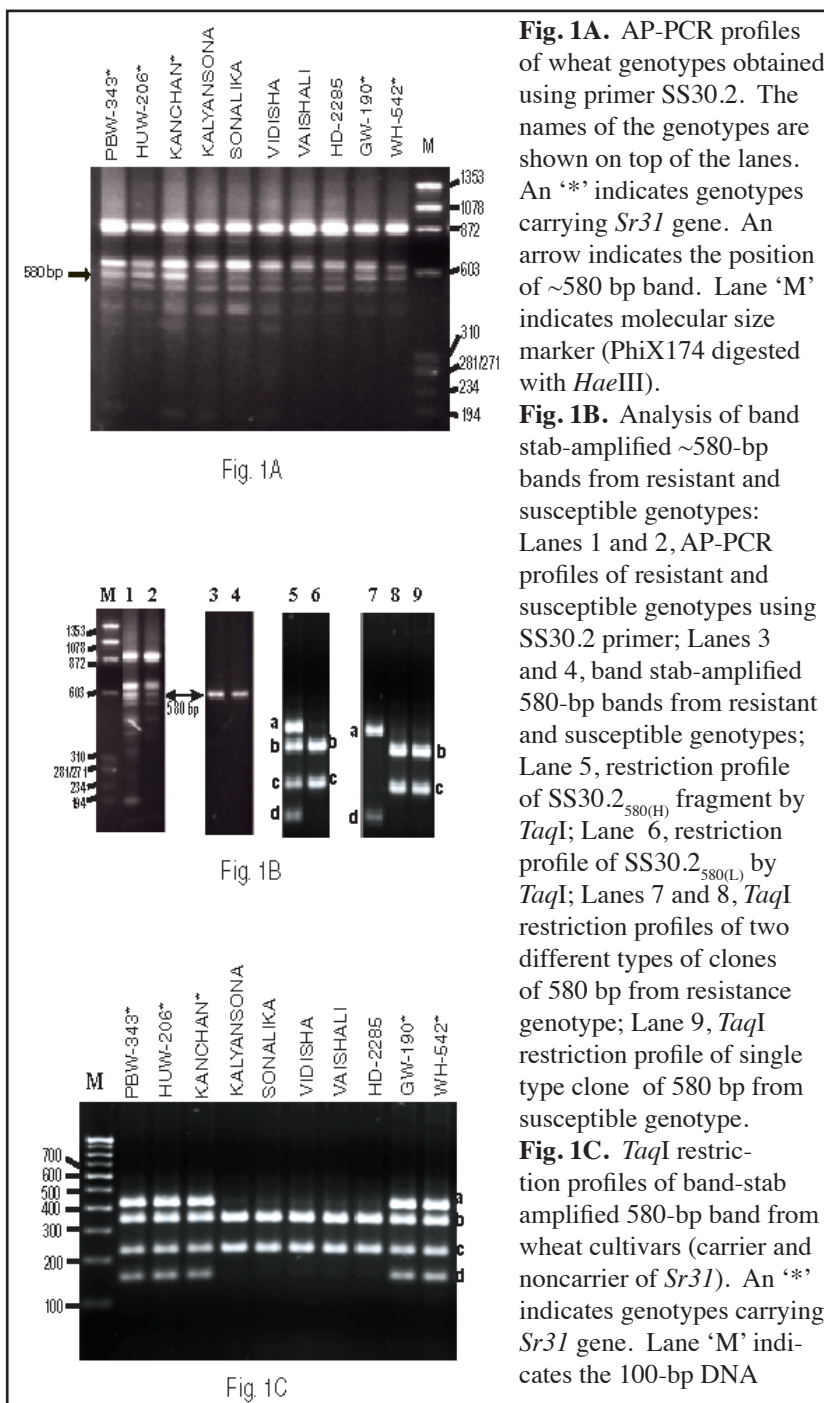 PBW-343*
HUW-206*
KANCHAN*
KALYANSONA
SONALIKA
VIDISHA
VAISHALI
HD-2285
GW-190*
WH-542*
M
1353
1078
872
603
310
281/271
234
194
580 bp
Fig. 1A
M 1 2 3 4 5 6 7 8 9
1353
1078
872
603
310
281/271
234
194
580 bp
a
b
c
d
b
c
a
d
b
c
Fig. 1B
M
PBW-343*
HUW-206*
KANCHAN*
KALYANSONA
SONALIKA
VIDISHA
VAISHALI
HD-2285
GW-190*
WH-542*
700
600
500
400
300
200
100
a
b
c
d
Fig. 1C
Fig. 1A. AP-PCR profiles
of wheat genotypes obtained
using primer SS30.2. The
names of the genotypes are
shown on top of the lanes.
An ‘*’ indicates genotypes
carrying Sr31 gene. An
arrow indicates the position
of ~580 bp band. Lane ‘M’
indicates molecular size
marker (PhiX174 digested
with HaeIII).
Fig. 1B. Analysis of band
stab-amplified ~580-bp
bands from resistant and
susceptible genotypes:
Lanes 1 and 2, AP-PCR
profiles of resistant and
susceptible genotypes using
SS30.2 primer; Lanes 3
and 4, band stab-amplified
580-bp bands from resistant
and susceptible genotypes;
Lane 5, restriction profile
of SS30.2580(H) fragment by
TaqI; Lane 6, restriction
profile of SS30.2580(L) by
TaqI; Lanes 7 and 8, TaqI
restriction profiles of two
different types of clones
of 580 bp from resistance
genotype; Lane 9, TaqI
restriction profile of single
type clone of 580 bp from
susceptible genotype.
Fig. 1C. TaqI restric-
tion profiles of band-stab
amplified 580-bp band from
wheat cultivars (carrier and
noncarrier of Sr31). An ‘*’
indicates genotypes carrying
Sr31 gene. Lane ‘M’ indi-
cates the 100-bp DNA